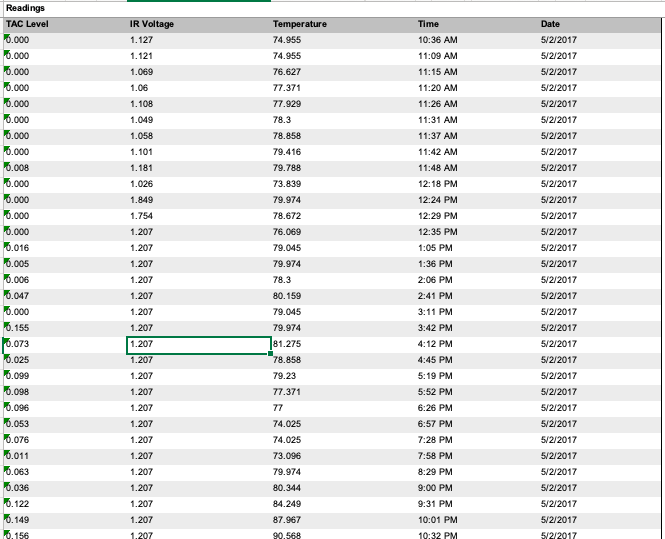 Readings
TAC Level IR Voltage Temperature Time Date
0.000 1.127 74.955 10:36 AM 5/2/2017
0.000 1.121 74.955 11:09 AM 5/2/2017
0.000 1.069 76.627 11:15 AM 5/2/2017
0.000 1.06 77.371 11:20 AM 5/2/2017
0.000 1.108 77.929 11:26 AM 5/2/2017
0.000 1.049 78.3 11:31 AM 5/2/2017
0.000 1.058 78.858 11:37 AM 5/2/2017
0.000 1.101 79.416 11:42 AM 5/2/2017
0.008 1.181 79.788 11:48 AM 5/2/2017
0.000 1.026 73.839 12:18 PM 5/2/2017
0.000 1.849 79.974 12:24 PM 5/2/2017
0.000 1.754 78.672 12:29 PM 5/2/2017
0.000 1.207 76.069 12:35 PM 5/2/2017
0.016 1.207 79.045 1:05 PM 5/2/2017
0.005 1.207 79.974 1:36 PM 5/2/2017
0.006 1.207 78.3 2:06 PM 5/2/2017
0.047 1.207 80.159 2:41 PM 5/2/2017
0.000 1.207 79.045 3:11 PM 5/2/2017
0.155 1.207 79.974 3:42 PM 5/2/2017
0.073 1.207 81.275 4:12 PM 5/2/2017
0.025 1.207 78.858 4:45 PM 5/2/2017
0.099 1.207 79.23 5:19 PM 5/2/2017
0.098 1.207 77.371 5:52 PM 5/2/2017
0.096 1.207 77 6:26 PM 5/2/2017
0.053 1.207 74.025 6:57 PM 5/2/2017
0.076 1.207 74.025 7:28 PM 5/2/2017
0.011 1.207 73.096 7:58 PM 5/2/2017
0.063 1.207 79.974 8:29 PM 5/2/2017
0.036 1.207 80.344 9:00 PM 5/2/2017
0.122 1.207 84.249 9:31 PM 5/2/2017
0.149 1.207 87.967 10:01 PM 5/2/2017
0.156 1.207 90.568 10:32 PM 5/2/2017